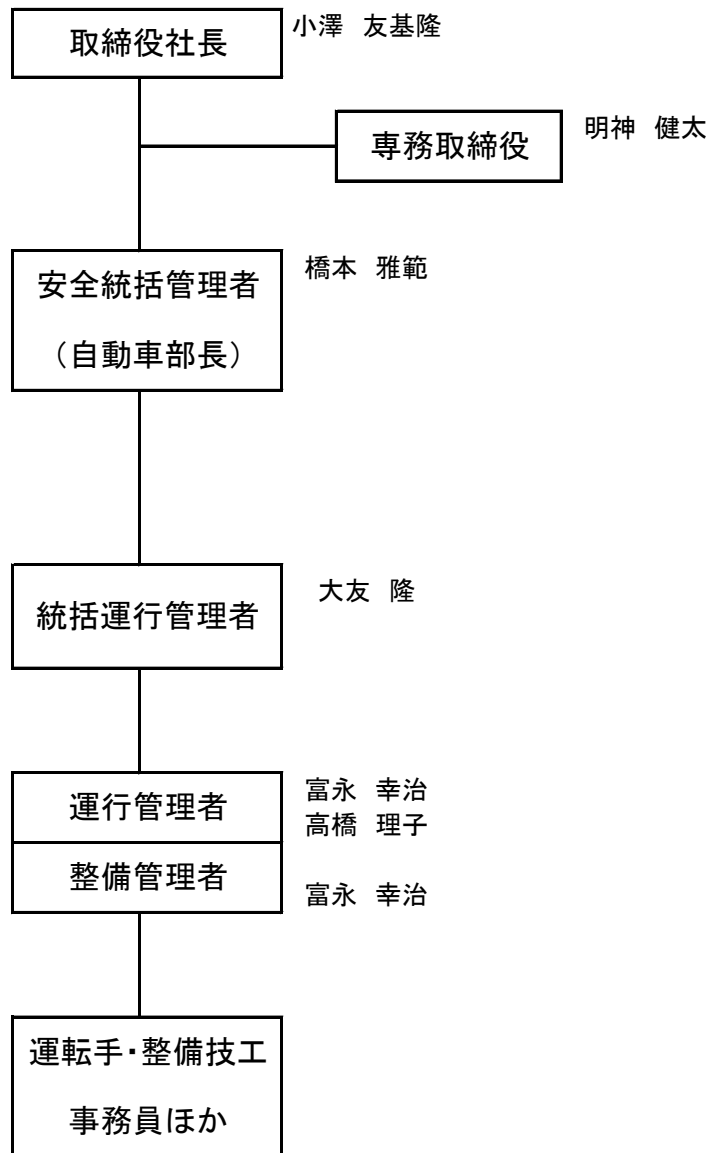 取締役社長
小澤　友基隆
専務取締役
明神　健太
安全統括管理者
（自動車部長）
橋本　雅範
統括運行管理者
大友　隆
運行管理者
富永　幸治
高橋　理子
整備管理者
富永　幸治
運転手・整備技工
事務員ほか